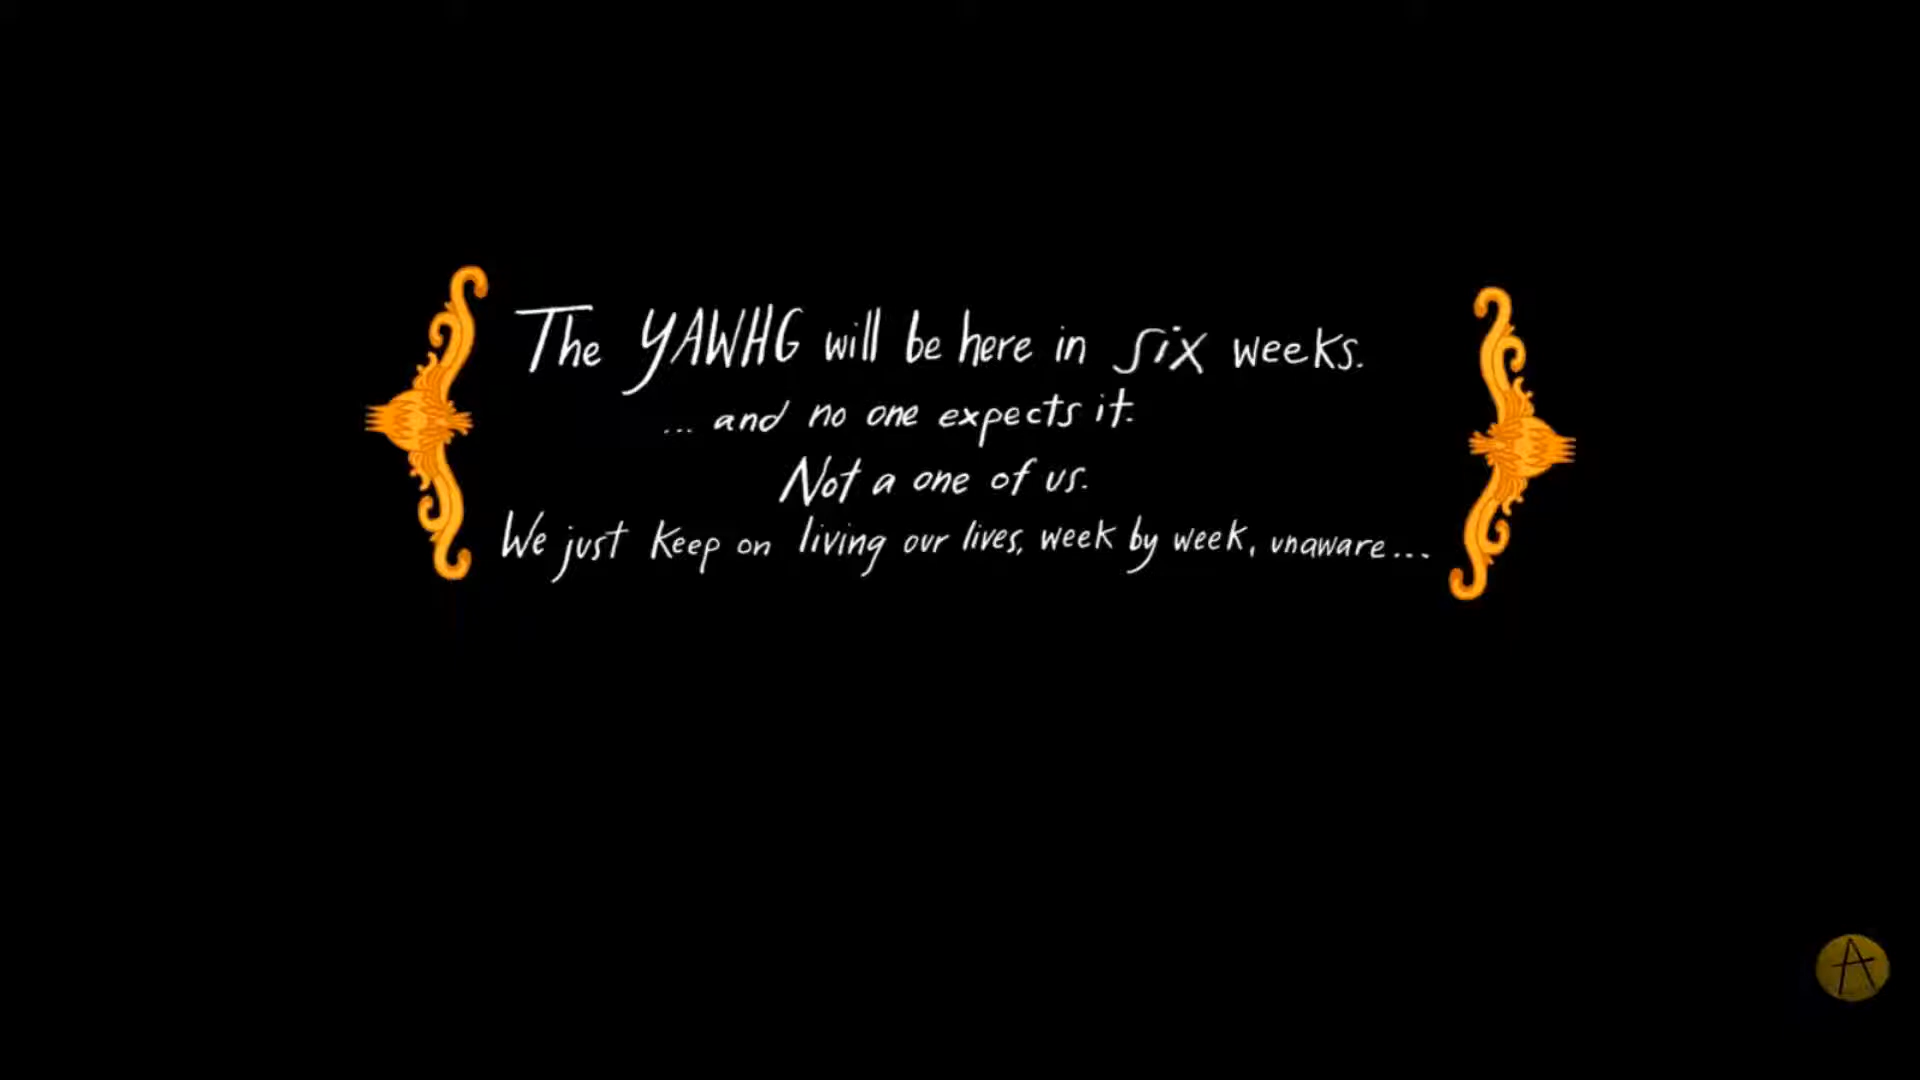 The YAWHG will be here in six weeks.
... and no one expects it.
Not a one of us.
We just keep on living our lives, week by week, unaware...
A